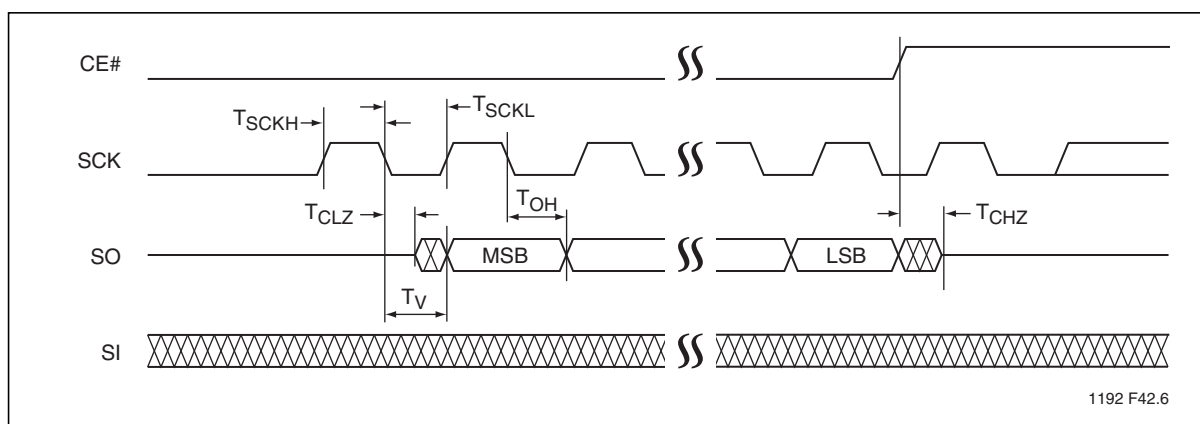 CE#
TSCKH
TSCKL
SCK
TCLZ
TOH
TCHZ
SO
MSB
LSB
TV
SI
1192 F42.6